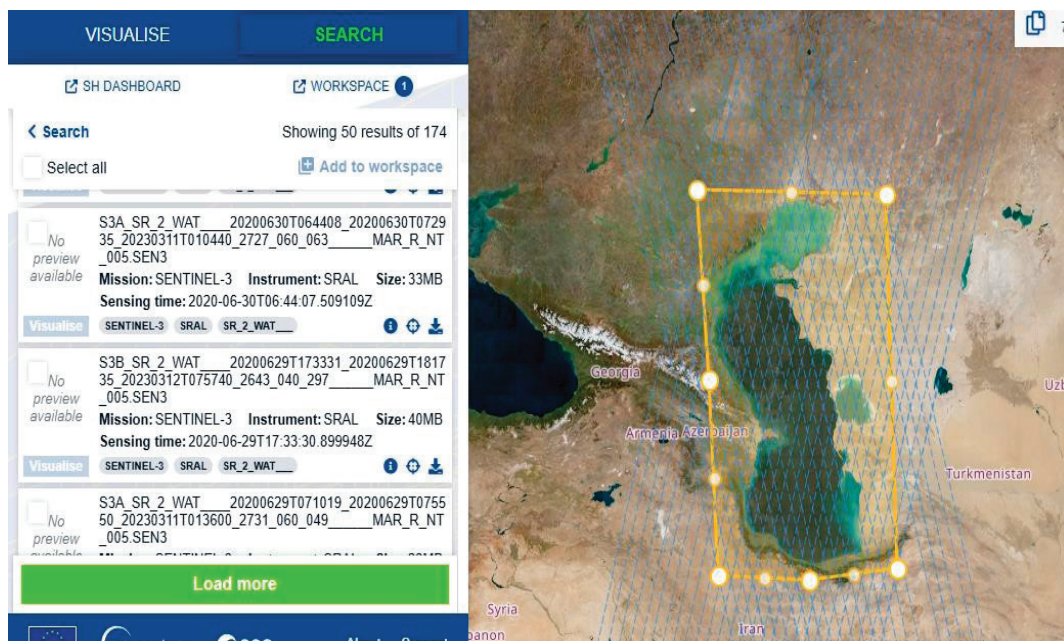 VISUALISE
SEARCH
SH DASHBOARD
WORKSPACE 1
Search
Showing 50 results of 174
Select all
Add to workspace
S3A_SR_2_WAT____20200630T064408_20200630T0729
35_20230311T010440_2727_060_063______MAR_R_NT
_005.SEN3
No
preview
available
Mission: SENTINEL-3 Instrument: SRAL Size: 33MB
Sensing time: 2020-06-30T06:44:07.509109Z
Visualise
SENTINEL-3 SRAL SR_2_WAT___
S3B_SR_2_WAT____20200629T173331_20200629T1817
35_20230312T075740_2643_040_297______MAR_R_NT
_005.SEN3
No
preview
available
Mission: SENTINEL-3 Instrument: SRAL Size: 40MB
Sensing time: 2020-06-29T17:33:30.899948Z
Visualise
SENTINEL-3 SRAL SR_2_WAT___
S3A_SR_2_WAT____20200629T071019_20200629T0755
50_20230311T013600_2731_060_049______MAR_R_NT
_005.SEN3
No
preview
Load more
Georgia
Armenia
Azerbaijan
Turkmenistan
Syria
Iran